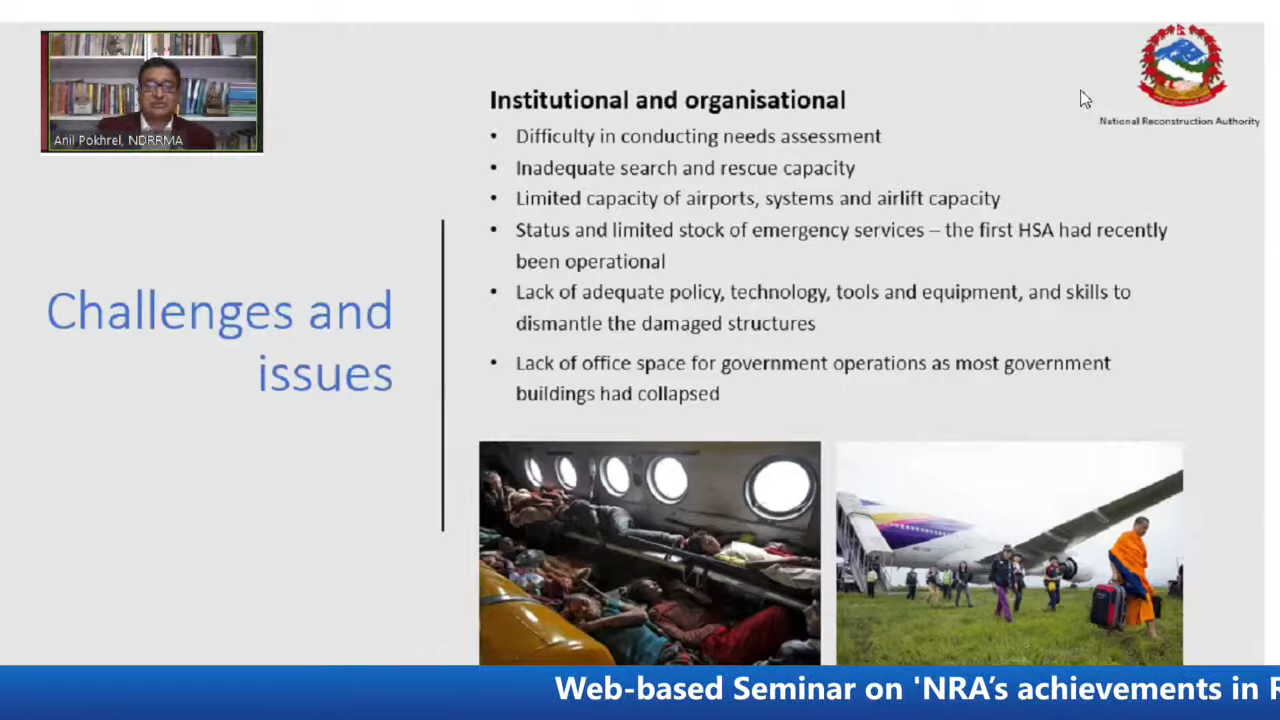 Anil Pokhrel, NDRRMA
National Reconstruction Authority
Challenges and
issues
Institutional and organisational
• Difficulty in conducting needs assessment
• Inadequate search and rescue capacity
• Limited capacity of airports, systems and airlift capacity
• Status and limited stock of emergency services – the first HSA had recently
been operational
• Lack of adequate policy, technology, tools and equipment, and skills to
dismantle the damaged structures
• Lack of office space for government operations as most government
buildings had collapsed
Web-based Seminar on 'NRA’s achievements in R